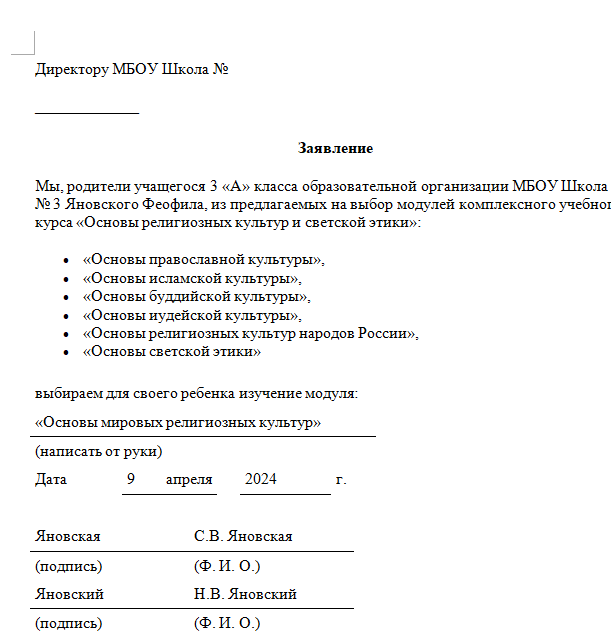 Директору МБОУ Школа №
Заявление
Мы, родители учащегося 3 «А» класса образовательной организации МБОУ Школа
№ 3 Яновского Феофила, из предлагаемых на выбор модулей комплексного учебног
курса «Основы религиозных культур и светской этики»:
• «Основы православной культуры»,
• «Основы исламской культуры»,
• «Основы буддийской культуры»,
• «Основы иудейской культуры»,
• «Основы религиозных культур народов России»,
• «Основы светской этики»
выбираем для своего ребенка изучение модуля:
«Основы мировых религиозных культур»
(написать от руки)
Дата 9 апреля 2024 г.
Яновская С.В. Яновская
(подпись) (Ф. И. О.)
Яновский Н.В. Яновский
(подпись) (Ф. И. О.)